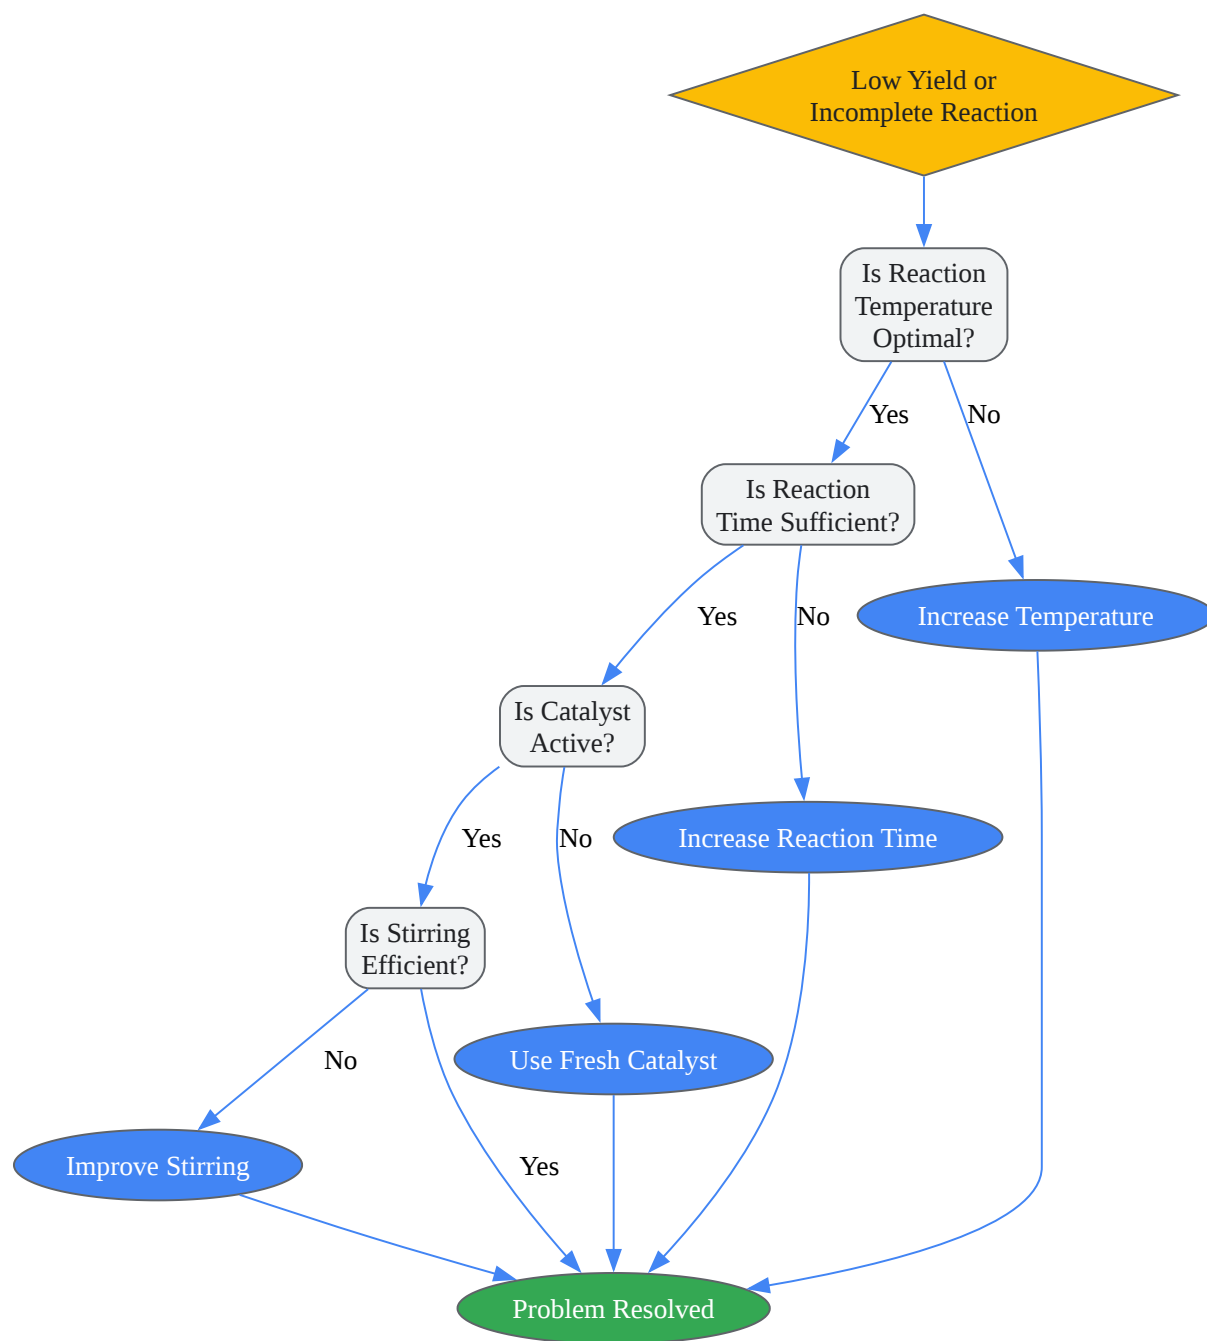 Low Yield or
Incomplete Reaction
Is Reaction
Temperature
Optimal?
Yes
No
Is Reaction
Time Sufficient?
Yes
No
Increase Temperature
Is Catalyst
Active?
Yes
No
Increase Reaction Time
Is Stirring
Efficient?
No
Use Fresh Catalyst
Improve Stirring
Yes
Problem Resolved